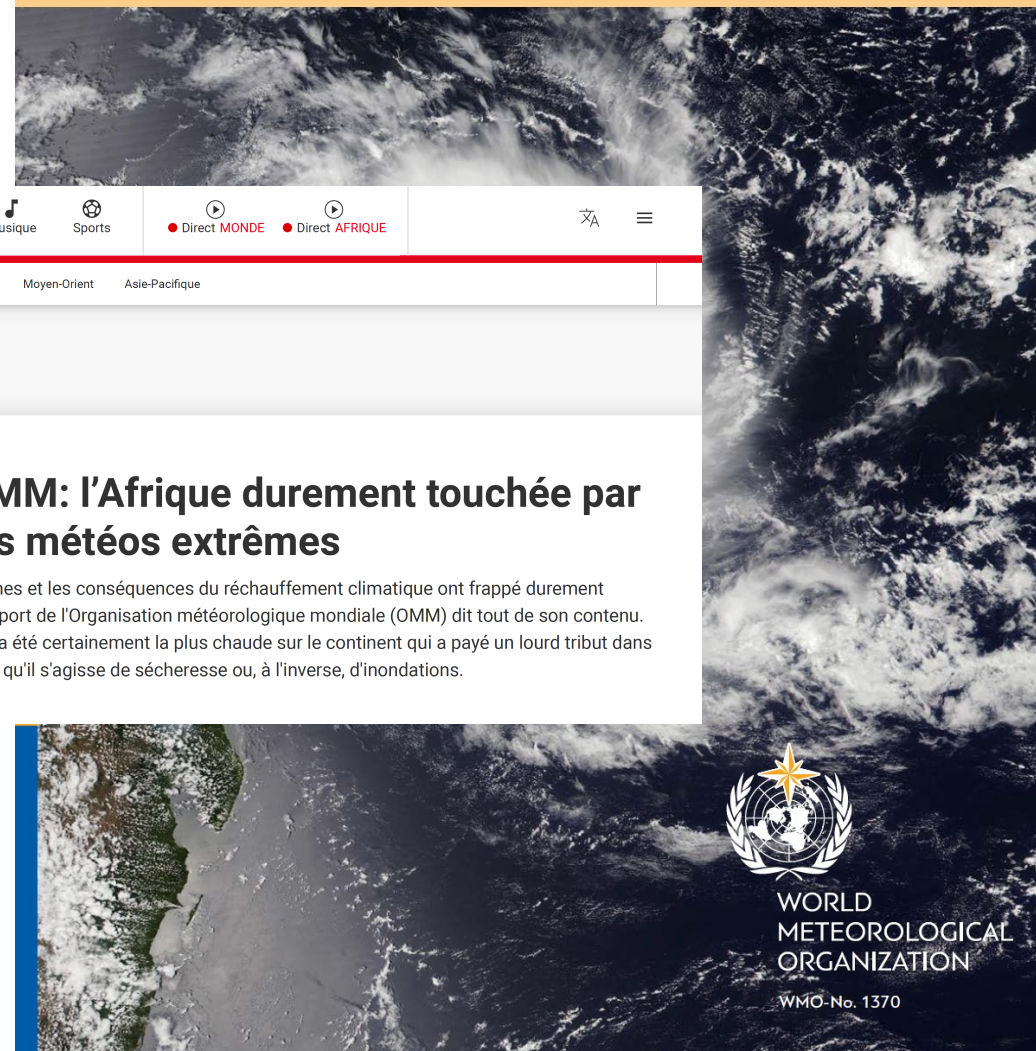 usique
Sports
Direct MONDE
Direct AFRIQUE
Moyen-Orient
Asie-Pacifique
MM: l'Afrique durement touchée par
s météos extrêmes
nes et les conséquences du réchauffement climatique ont frappé durement
port de l'Organisation météorologique mondiale (OMM) dit tout de son contenu.
a été certainement la plus chaude sur le continent qui a payé un lourd tribut dans
qu'il s'agisse de sécheresse ou, à l'inverse, d'inondations.
WORLD
METEOROLOGICAL
ORGANIZATION
WMO-No. 1370